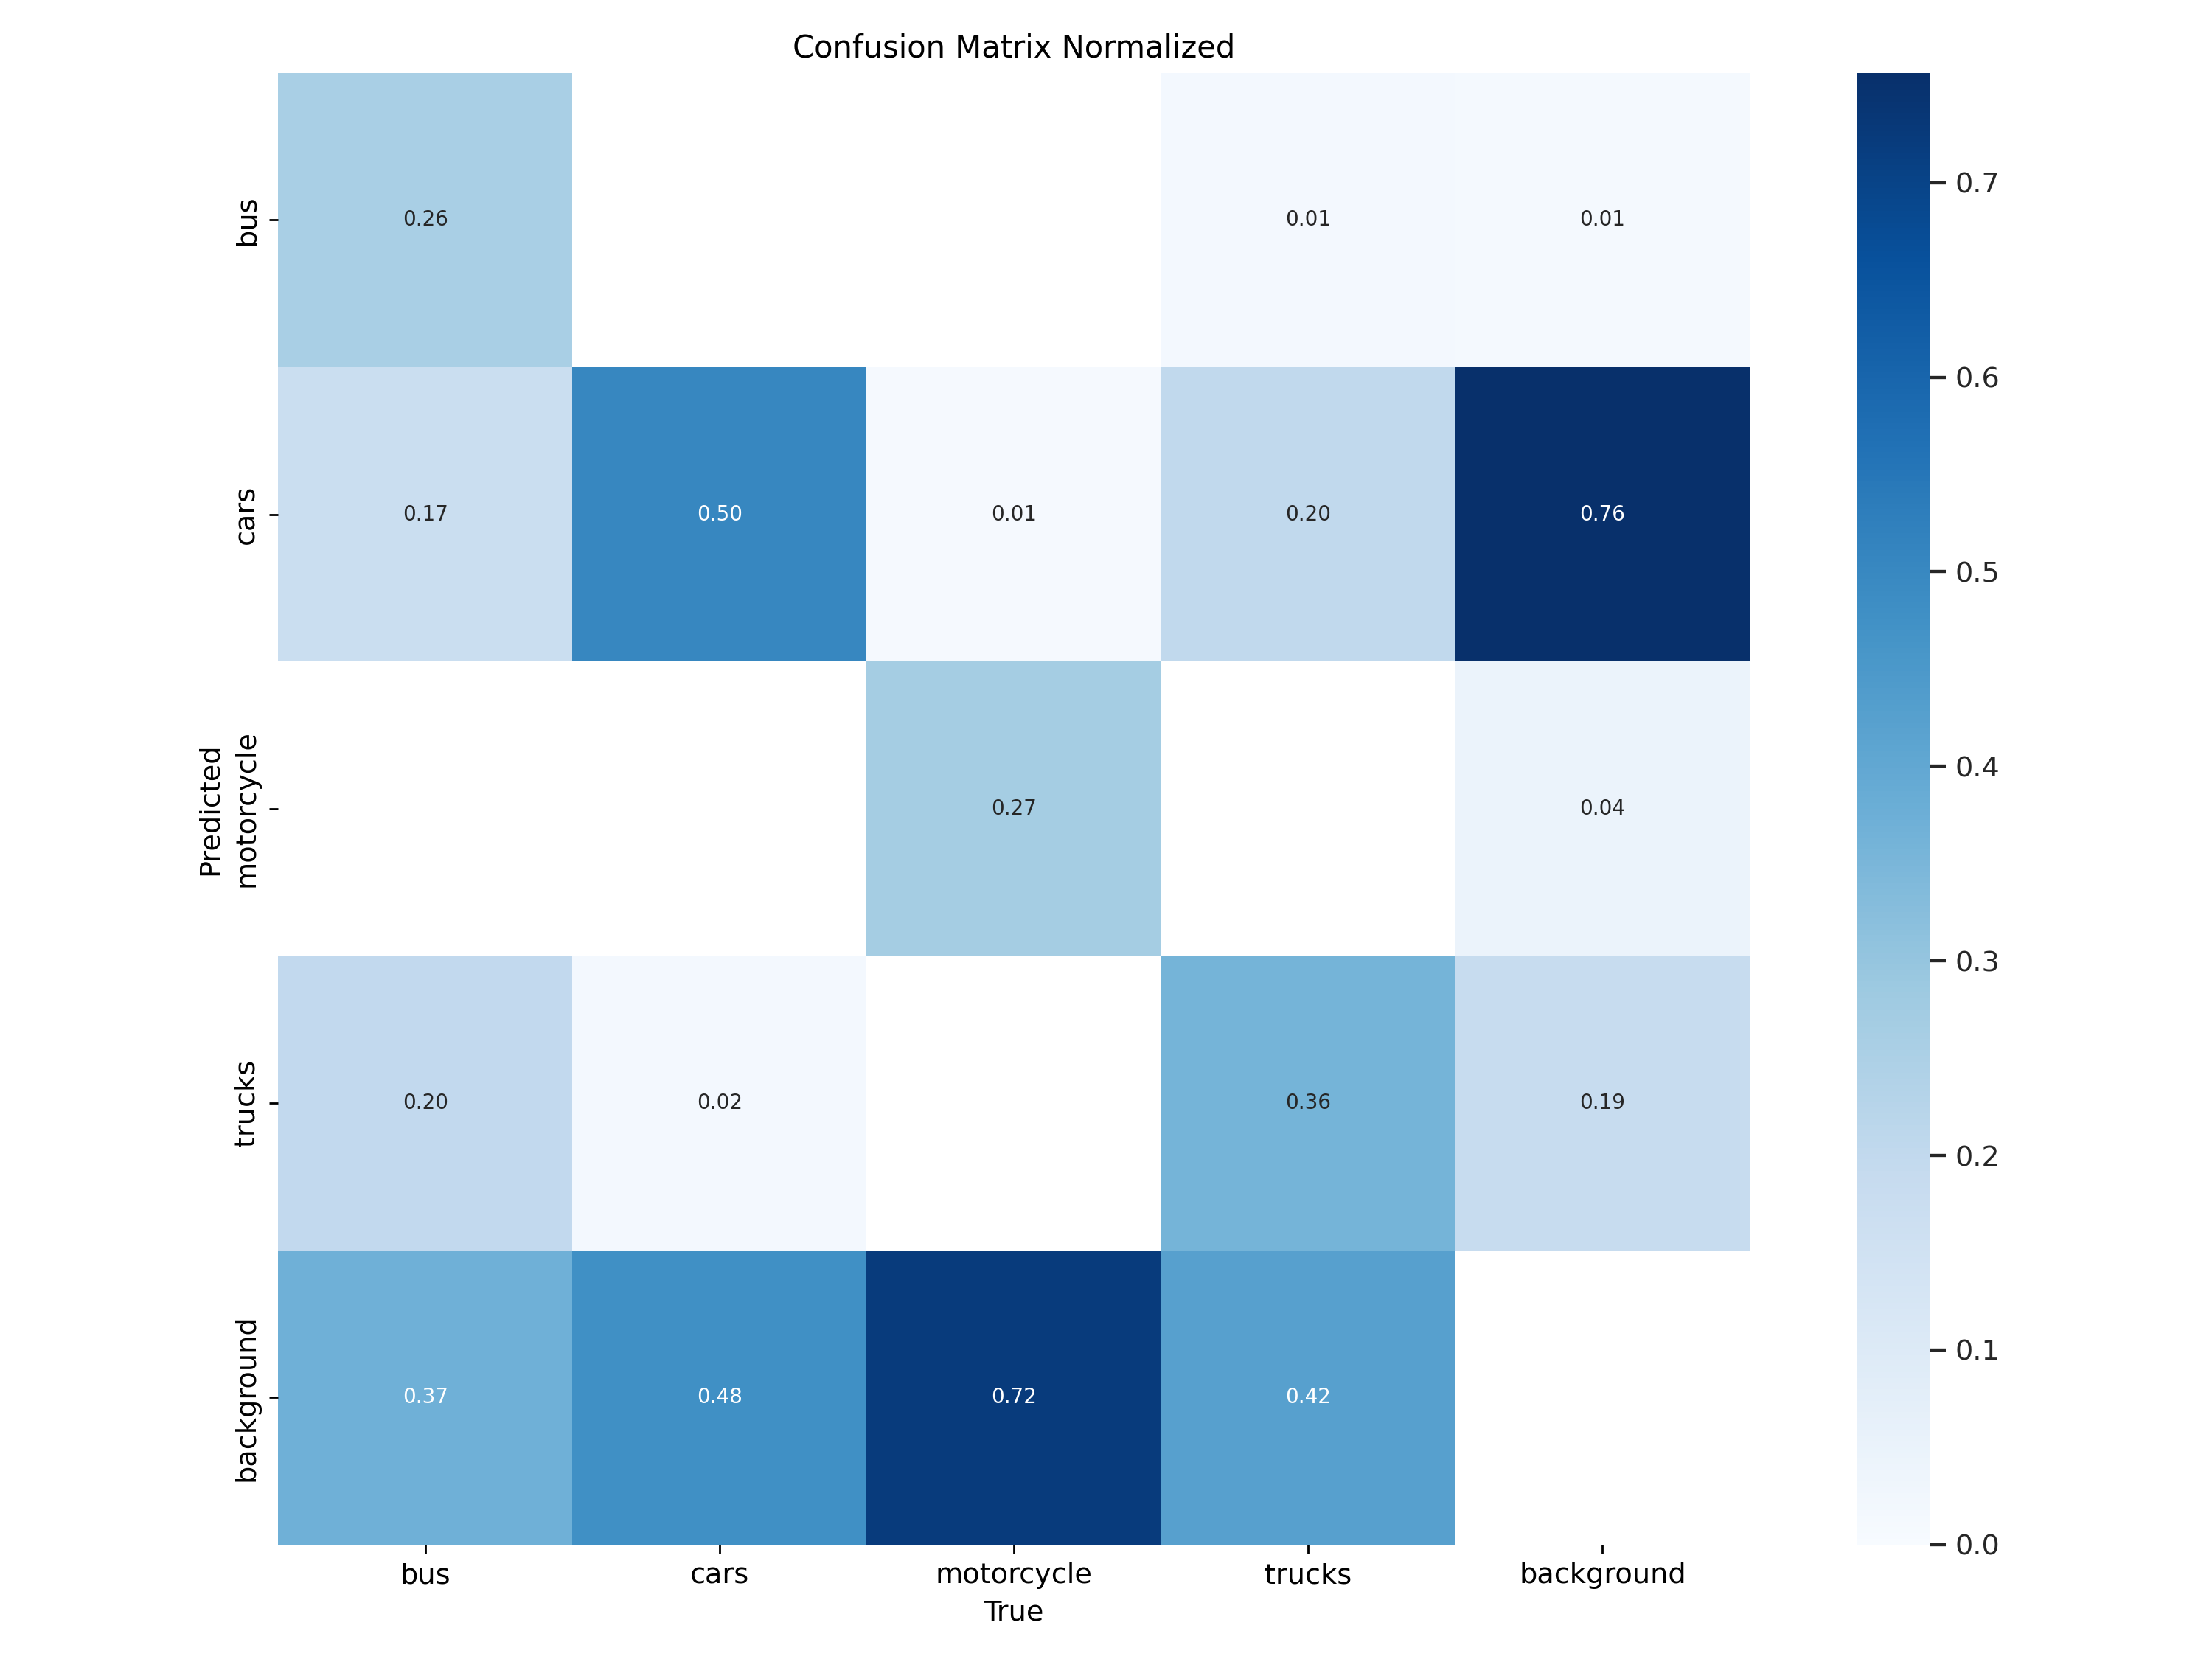 Confusion Matrix Normalized
bus
0.26
0.01
0.01
cars
0.17
0.50
0.01
0.20
0.76
Predicted
motorcycle
0.27
0.04
trucks
0.20
0.02
0.36
0.19
background
0.37
0.48
0.72
0.42
bus
cars
motorcycle
trucks
background
True
0.7
0.6
0.5
0.4
0.3
0.2
0.1
0.0